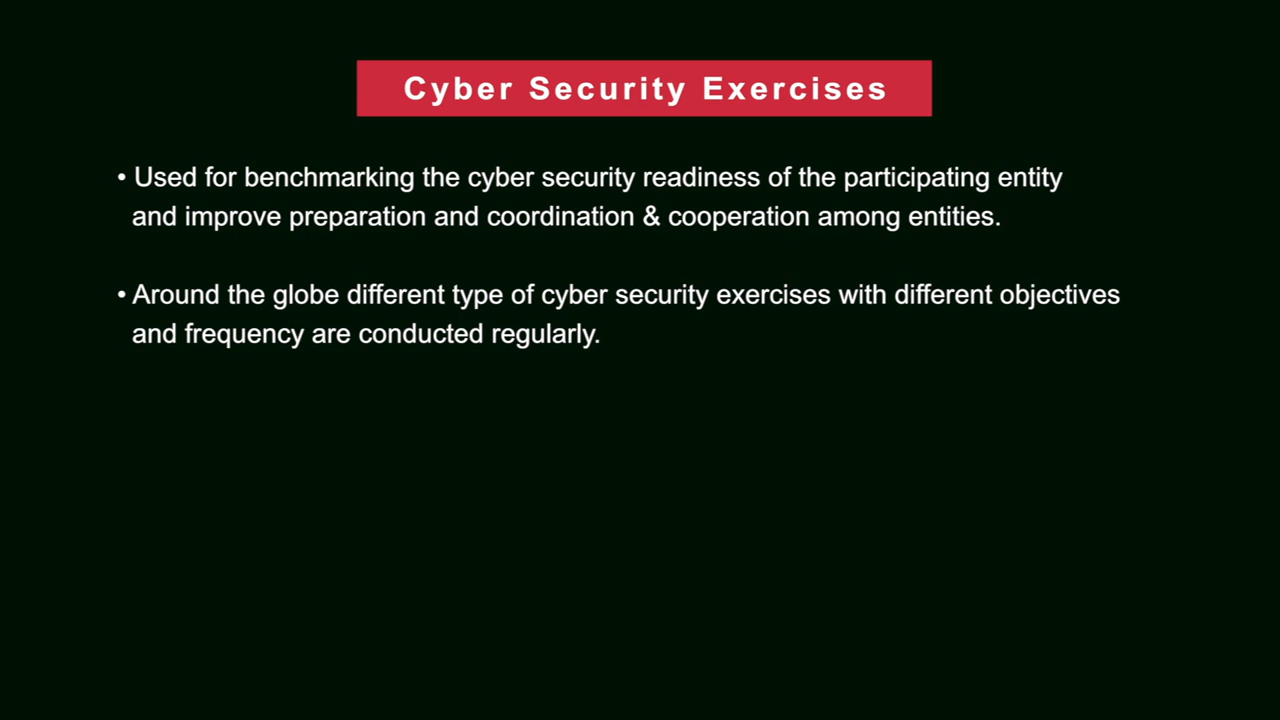 Cyber Security Exercises
• Used for benchmarking the cyber security readiness of the participating entity
and improve preparation and coordination & cooperation among entities.
• Around the globe different type of cyber security exercises with different objectives
and frequency are conducted regularly.